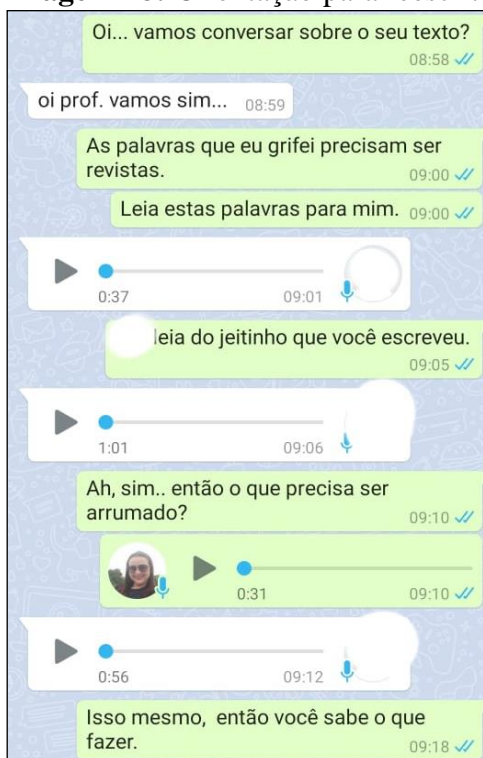 Oi... vamos conversar sobre o seu texto?
08:58
oi prof. vamos sim... 08:59
As palavras que eu grifei precisam ser
revistas. 09:00
Leia estas palavras para mim. 09:00
0:37 09:01
leia do jeitinho que você escreveu.
09:05
1:01 09:06
Ah, sim.. então o que precisa ser
arrumado? 09:10
0:31 09:10
0:56 09:12
Isso mesmo, então você sabe o que
fazer. 09:18